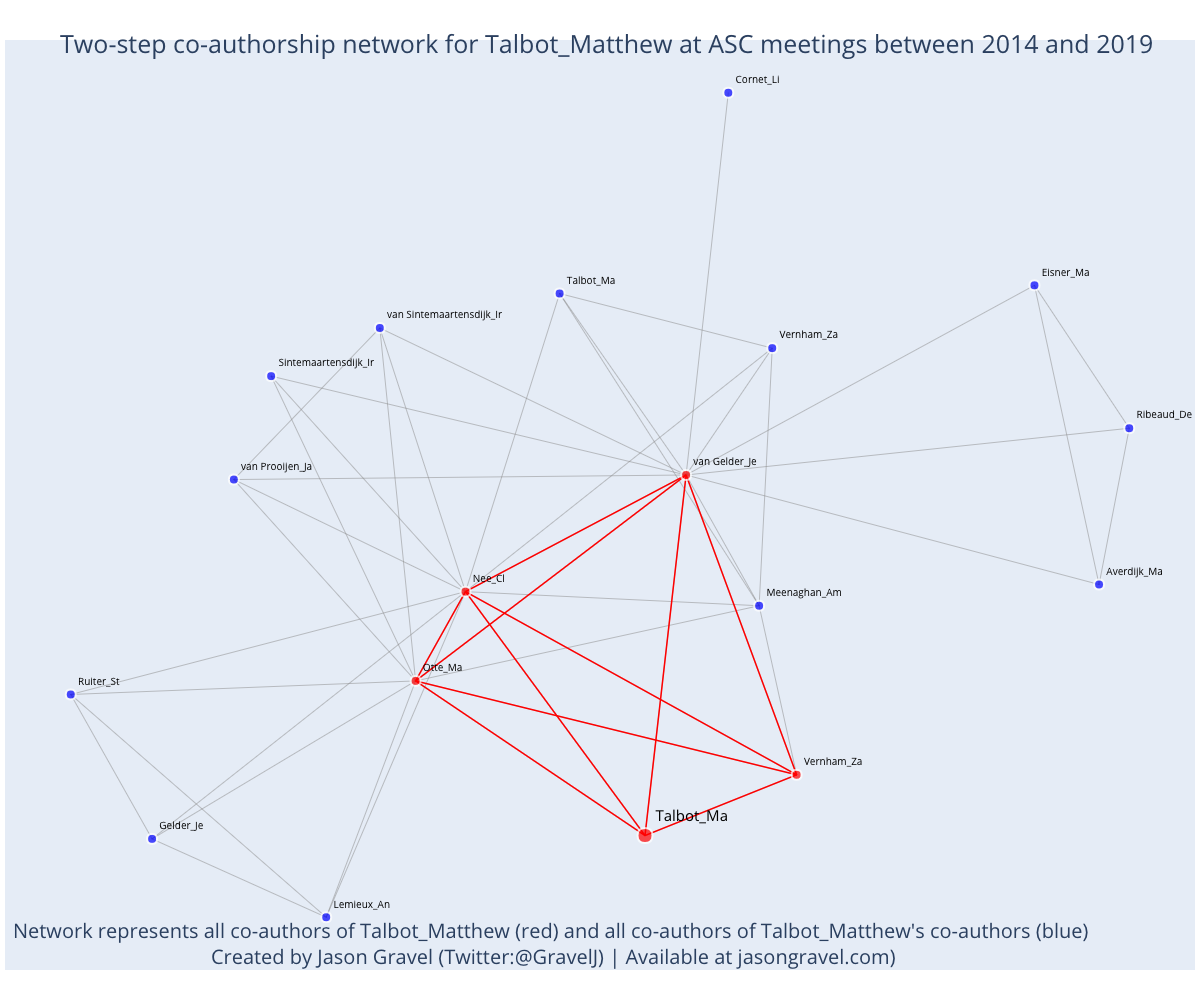 Two-step co-authorship network for Talbot_Matthew at ASC meetings between 2014 and 2019
Cornet_Li
Eisner_Ma
Talbot_Ma
van Sintemaartensdijk_Ir
Vernham_Za
Sintemaartensdijk_Ir
Ribeaud_De
van Gelder_Je
van Prooijen_Ja
Averdijk_Ma
Nee_Cl
Meenaghan_Am
Otte_Ma
Ruiter_St
Vernham_Za
Talbot_Ma
Gelder_Je
Lemieux_An
Network represents all co-authors of Talbot_Matthew (red) and all co-authors of Talbot_Matthew's co-authors (blue)
Created by Jason Gravel (Twitter:@GravelJ) | Available at jasongravel.com)